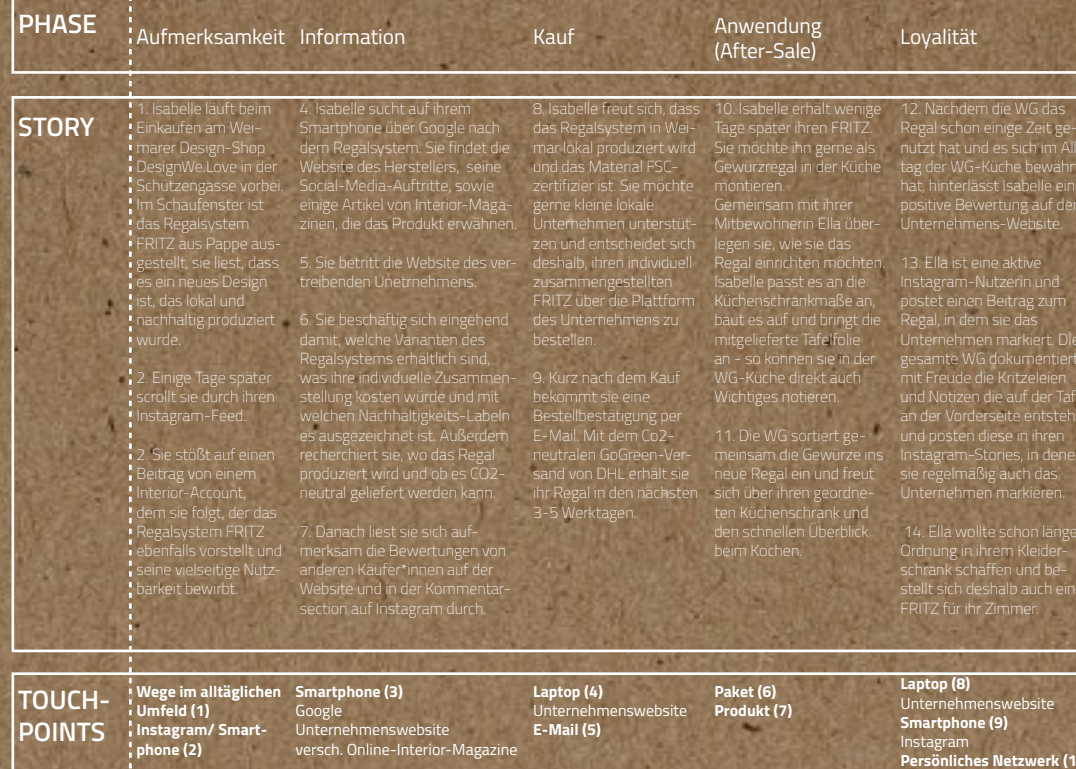 PHASE
Aufmerksamkeit
Information
Kauf
Anwendung
(After-Sale)
Loyalität
STORY
1. Isabelle läuft beim
Einkaufen am Wei-
marer Design-Shop
DesignWe.Love in der
Schützengasse vorbei.
Im Schaufenster ist
das Regalsystem
FRITZ aus Pappe aus-
gestellt, sie liest, dass
es ein neues Design
ist, das lokal und
nachhaltig produziert
wurde.
2. Einige Tage später
scrollt sie durch ihren
Instagram-Feed.
2. Sie stößt auf einen
Beitrag von einem
Interior-Account,
dem sie folgt, der das
Regalsystem FRITZ
ebenfalls vorstellt und
seine vielseitige Nutz-
barkeit bewirbt.
4. Isabelle sucht auf ihrem
Smartphone über Google nach
dem Regalsystem. Sie findet die
Website des Herstellers, seine
Social-Media-Auftritte, sowie
einige Artikel von Interior-Maga-
zinen, die das Produkt erwähnen.
5. Sie betritt die Website des ver-
treibenden Unetrnehmens.
6. Sie beschäftig sich eingehend
damit, welche Varianten des
Regalsystems erhältlich sind,
was ihre individuelle Zusammen-
stellung kosten würde und mit
welchen Nachhaltigkeits-Labeln
es ausgezeichnet ist. Außerdem
recherchiert sie, wo das Regal
produziert wird und ob es CO2-
neutral geliefert werden kann.
7. Danach liest sie sich auf-
merksam die Bewertungen von
anderen Käufer*innen auf der
Website und in der Kommentar-
section auf Instagram durch.
8. Isabelle freut sich, dass
das Regalsystem in Wei-
mar lokal produziert wird
und das Material FSC-
zertifizier ist. Sie möchte
gerne kleine lokale
Unternehmen unterstüt-
zen und entscheidet sich
deshalb, ihren individuell
zusammengestellten
FRITZ über die Plattform
des Unternehmens zu
bestellen.
9. Kurz nach dem Kauf
bekommt sie eine
Bestellbestätigung per
E-Mail. Mit dem Co2-
neutralen GoGreen-Ver-
sand von DHL erhält sie
ihr Regal in den nächsten
3-5 Werktagen.
10. Isabelle erhält wenige
Tage später ihren FRITZ.
Sie möchte ihn gerne als
Gewürzregal in der Küche
montieren.
Gemeinsam mit ihrer
Mitbewohnerin Ella über-
legen sie, wie sie das
Regal einrichten möchten.
Isabelle passt es an die
Küchenschrankmaße an,
baut es auf und bringt die
mitgelieferte Tafelfolie
an - so können sie in der
WG-Küche direkt auch
Wichtiges notieren.
11. Die WG sortiert ge-
meinsam die Gewürze ins
neue Regal ein und freut
sich über ihren geordne-
ten Küchenschrank und
den schnellen Überblick
beim Kochen.
12. Nachdem die WG das
Regal schon einige Zeit ge-
nutzt hat und es sich im All
tag der WG-Küche bewähr
hat, hinterlässt Isabelle ein
positive Bewertung auf der
Unternehmens-Website.
13. Ella ist eine aktive
Instagram-Nutzerin und
postet einen Beitrag zum
Regal, in dem sie das
Unternehmen markiert. Die
gesamte WG dokumentiert
mit Freude die Kritzeleien
und Notizen die auf der Taf
an der Vorderseite entsteh
und posten diese in ihren
Instagram-Stories, in dene
sie regelmäßig auch das
Unternehmen markieren.
14. Ella wollte schon länge
Ordnung in ihrem Kleider-
schrank schaffen und be-
stellt sich deshalb auch ein
FRITZ für ihr Zimmer.
TOUCH-
POINTS
Wege im alltäglichen
Umfeld (1)
Instagram/ Smart-
phone (2)
Smartphone (3)
Google
Unternehmenswebsite
versch. Online-Interior-Magazine
Laptop (4)
Unternehmenswebsite
E-Mail (5)
Paket (6)
Produkt (7)
Laptop (8)
Unternehmenswebsite
Smartphone (9)
Instagram
Persönliches Netzwerk (1